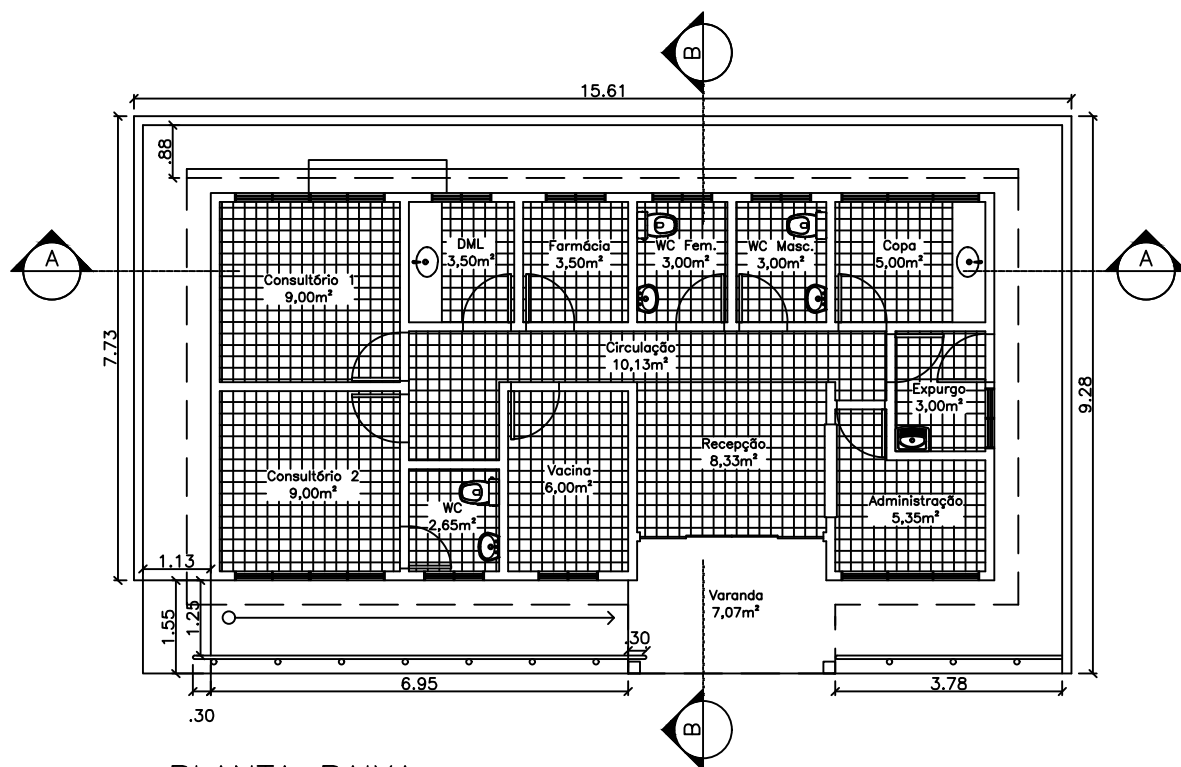 B
15.61
.88
A
A
DML
3,50m²
Farmácia
3,50m²
WC Fem.
3,00m²
WC Masc.
3,00m²
Copa
5,00m²
Consultório 1
9,00m²
7.73
Circulação
10,13m²
Expurgo
3,00m²
9.28
Recepção
8,33m²
Consultório 2
9,00m²
Vacina
6,00m²
WC
2,65m²
Administração
5,35m²
1.13
1.55
1.25
Varanda
7,07m²
.30
6.95
3.78
.30
B